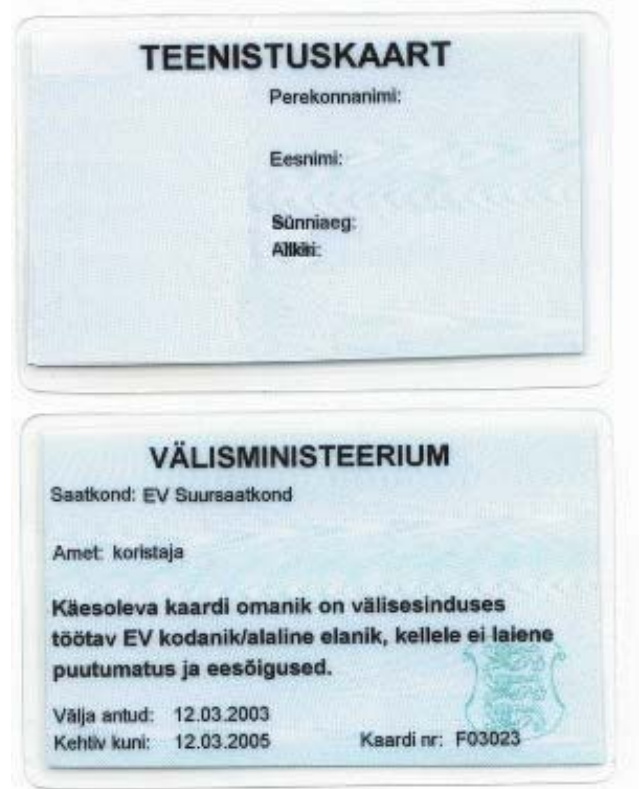 TEENISTUSKAART
Perekonnanimi:
Eesnimi:
Sünniaeg:
Allkiri:
VÄLISMINISTEERIUM
Saatkond: EV Suursaatkond
Amet: koristaja
Käesoleva kaardi omanik on välisesinduses
töötav EV kodanik/alaline elanik, kellele ei laiene
puutumatus ja eesõigused.
Välja antud: 12.03.2003
Kehtiv kuni: 12.03.2005 Kaardi nr: F03023